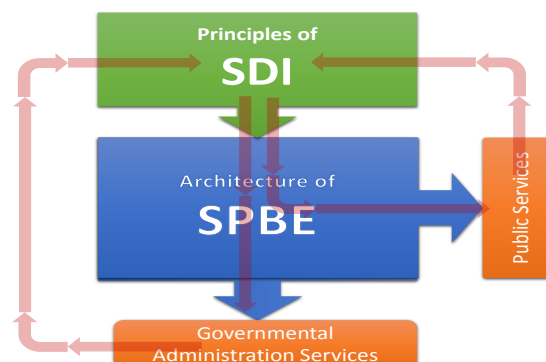 Principles of
SDI
Architecture of
SPBE
Public Services
Governmental
Administration Services